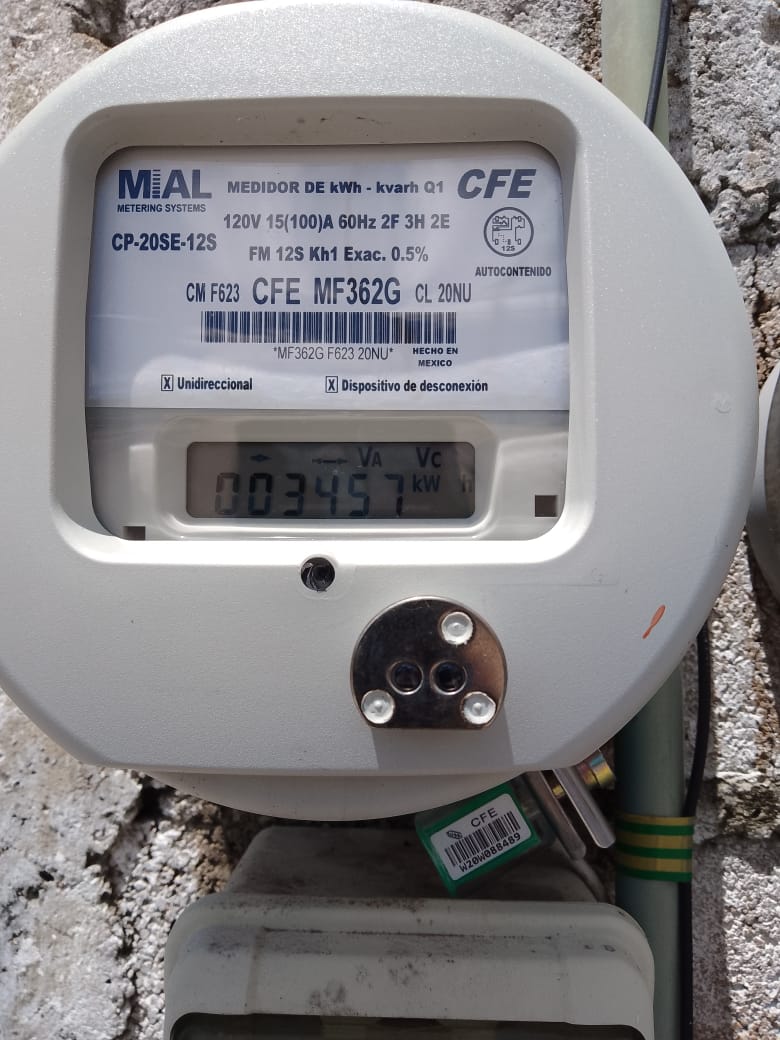 MIAL
METERING SYSTEMS
MEDIDOR DE kWh - kvarh Q1
CFE
120V 15(100)A 60Hz 2F 3H 2E
CP-20SE-12S
FM 12S Kh1 Exac. 0.5%
12S
AUTOCONTENIDO
CM F623 CFE MF362G CL 20NU
*MF362G F623 20NU*
HECHO EN
MEXICO
X Unidireccional
X Dispositivo de desconexión
VA VC
003457 kW h
CFE
W20W088489